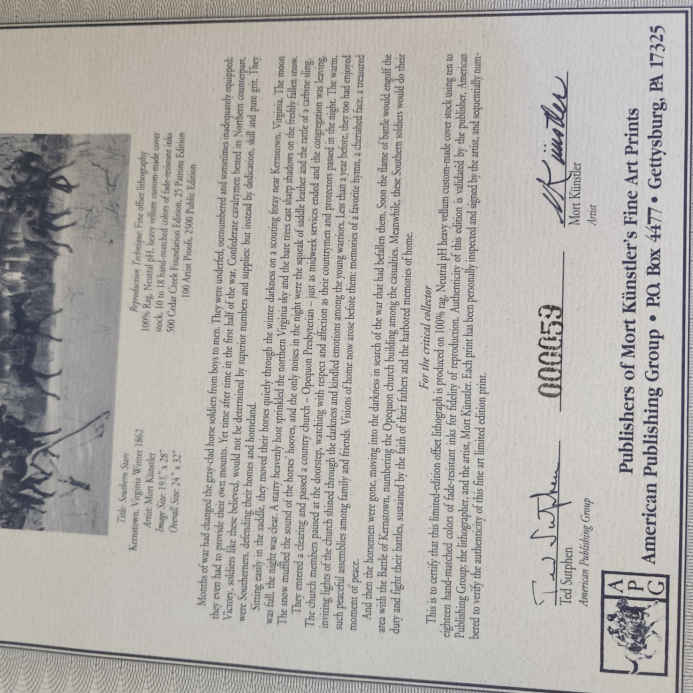 Title: Southern Stars
Kernstown, Virginia Winter 1862
Artist: Mort Künstler
Image Size: 19.5" x 28"
Overall Size: 24" x 32"
Reproduction Technique: Fine offset lithography
100% Rag, Neutral pH, heavy vellum custom-made cover
stock, 10 to 18 hand-matched colors of fade-resistant inks
500 Cedar Creek Foundation Edition, 25 Patrons Edition
100 Artist Proofs, 2500 Public Edition
Months of war had changed the gray-clad horse soldiers from boys to men. They were underfed, outnumbered and sometimes inadequately equipped;
they even had to provide their own mounts. Yet time after time in the first half of the war, Confederate cavalrymen bested their Northern counterpart.
Victory, soldiers like these believed, would not be determined by superior numbers and supplies; but instead by dedication, skill and pure grit. They
were Southerners, defending their homes and homeland.
Sitting easily in the saddle, they moved their horses quietly through the winter darkness on a scouting foray near Kernstown, Virginia. The moon
was full, the night was clear. A starry heavenly host sprinkled the northern Virginia sky and the bare trees cast sharp shadows on the freshly fallen snow.
The snow muffled the sound of the horses' hooves, and the only noises in the night were the squeak of saddle leather and the rattle of a carbine sling.
They entered a clearing and passed a country church – Opequon Presbyterian – just as midweek services ended and the congregation was leaving.
The church members paused at the doorsteps, watching with respect and affection as their countrymen and protectors passed in the night. The warm,
inviting lights of the church shined through the darkness and kindled emotions among the young warriors. Less than a year before, they too had enjoyed
such peaceful assemblies among family and friends. Visions of home now arose before them: memories of a favorite hymn, a cherished face, a treasured
moment of peace.
And then the horsemen were gone, moving into the darkness in search of the war that had befallen them. Soon the flame of battle would engulf the
area with the Battle of Kernstown, numbering the Opequon church building among the casualties. Meanwhile, these Southern soldiers would do their
duty and fight their battles, sustained by the faith of their fathers and the harbored memories of home.
For the critical collector
This is to certify that this limited-edition offset lithograph is produced on 100% rag, Neutral pH heavy vellum custom-made cover stock using ten to
eighteen hand-matched colors of fade-resistant inks for fidelity of reproduction. Authenticity of this edition is validated by the publisher, American
Publishing Group; the lithographer; and the artist, Mort Künstler. Each print has been personally inspected and signed by the artist, and sequentially num-
bered to verify the authenticity of this fine art limited edition print.
Ted Sutphen
000059
M Künstler
Ted Sutphen
American Publishing Group
Mort Künstler
Artist
APG
Publishers of Mort Künstler's Fine Art Prints
American Publishing Group • P.O. Box 4477 • Gettysburg, PA 17325